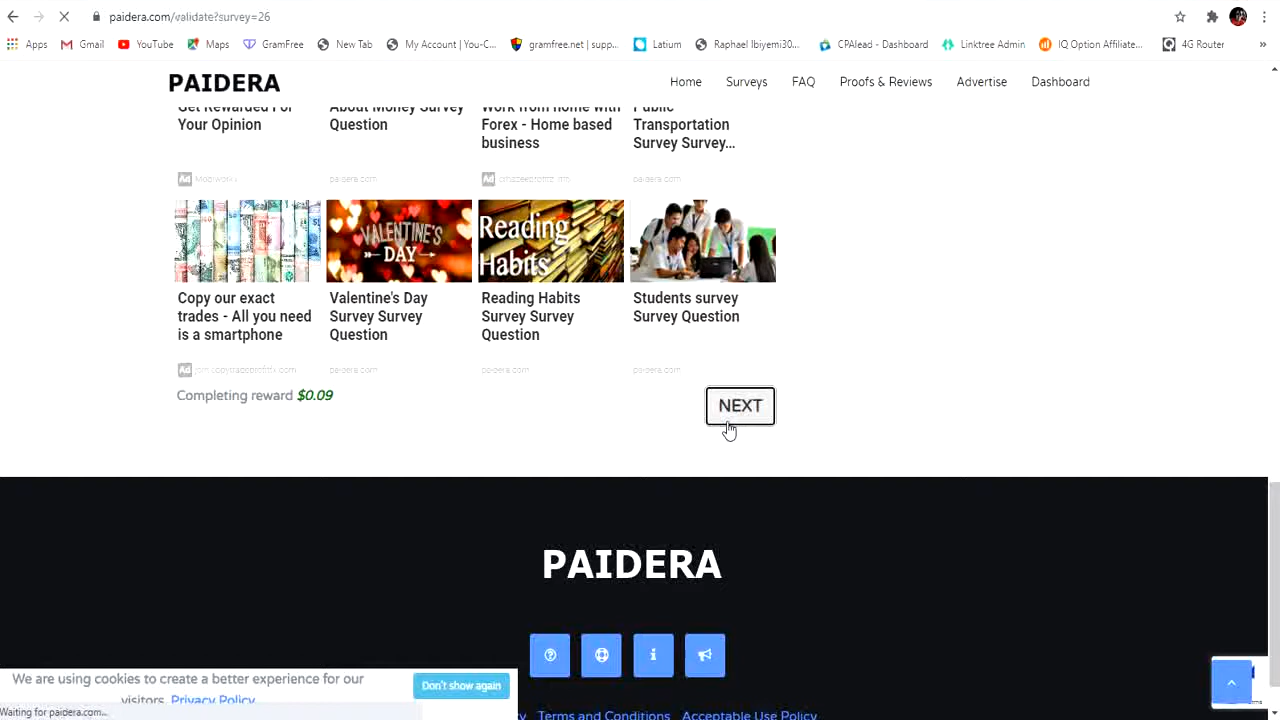 paidera.com/validate?survey=26
Apps Gmail YouTube Maps GramFree New Tab My Account | You-C... gramfree.net | supp... Latium Raphael Ibiyemi30... CPAlead - Dashboard Linktree Admin IQ Option Affiliate... 4G Router »
PAIDERA Home Surveys FAQ Proofs & Reviews Advertise Dashboard
Get Rewarded For About Money Survey Work from home with Public
Your Opinion Question Forex - Home based Transportation
business Survey Survey...
Ad paidera.com Ad paidera.com
VALENTINE'S DAY
Reading Habits
Copy our exact Valentine's Day Reading Habits Students survey
trades - All you need Survey Survey Survey Survey Survey Question
is a smartphone Question Question
Ad paidera.com paidera.com paidera.com
Completing reward $0.09 NEXT
PAIDERA
We are using cookies to create a better experience for our
visitors. Privacy Policy Don't show again
Waiting for paidera.com...
Terms and Conditions Acceptable Use Policy